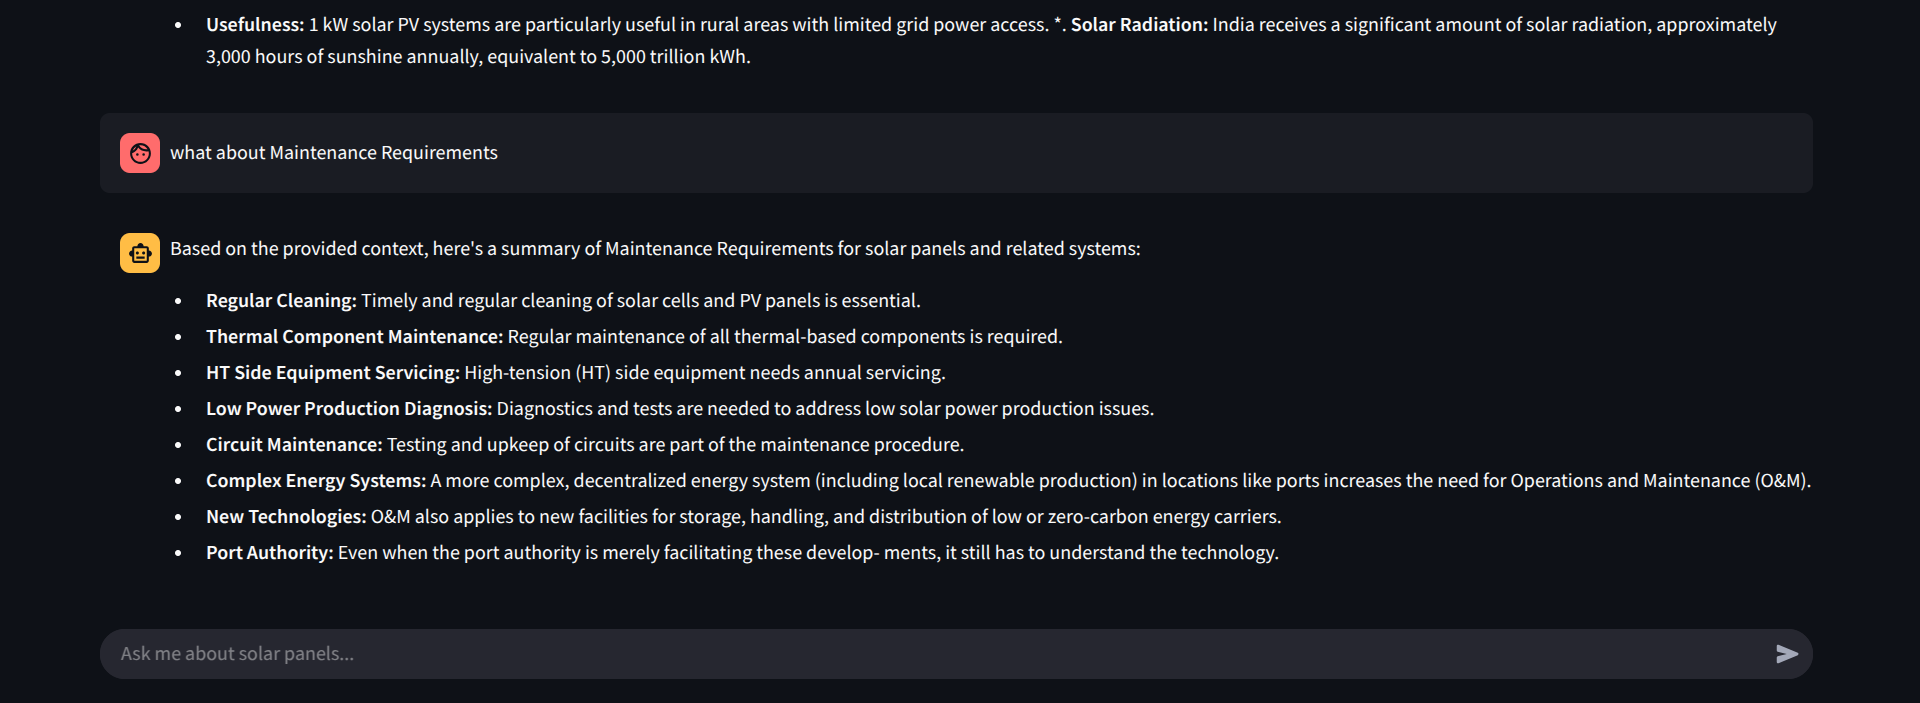 • Usefulness: 1 kW solar PV systems are particularly useful in rural areas with limited grid power access. *. Solar Radiation: India receives a significant amount of solar radiation, approximately
3,000 hours of sunshine annually, equivalent to 5,000 trillion kWh.
what about Maintenance Requirements
Based on the provided context, here's a summary of Maintenance Requirements for solar panels and related systems:
• Regular Cleaning: Timely and regular cleaning of solar cells and PV panels is essential.
• Thermal Component Maintenance: Regular maintenance of all thermal-based components is required.
• HT Side Equipment Servicing: High-tension (HT) side equipment needs annual servicing.
• Low Power Production Diagnosis: Diagnostics and tests are needed to address low solar power production issues.
• Circuit Maintenance: Testing and upkeep of circuits are part of the maintenance procedure.
• Complex Energy Systems: A more complex, decentralized energy system (including local renewable production) in locations like ports increases the need for Operations and Maintenance (O&M).
• New Technologies: O&M also applies to new facilities for storage, handling, and distribution of low or zero-carbon energy carriers.
• Port Authority: Even when the port authority is merely facilitating these develop- ments, it still has to understand the technology.
Ask me about solar panels...